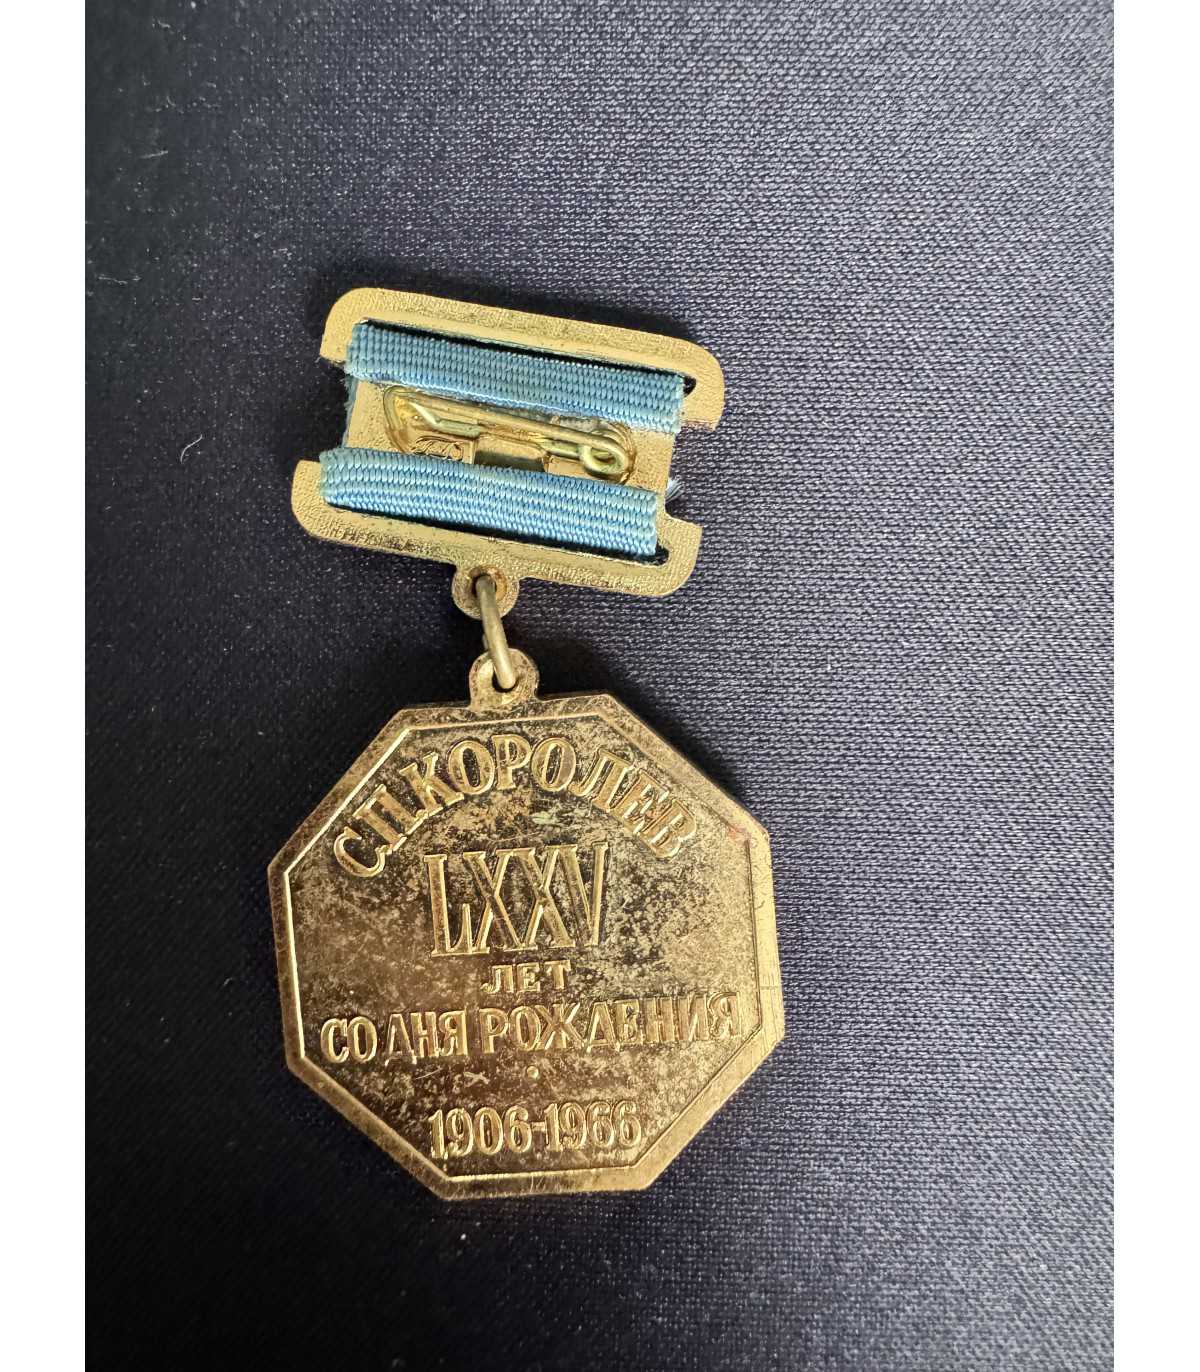 С.П.КОРОЛЕВ
LXXV
ЛЕТ
СО ДНЯ РОЖДЕНИЯ
1906-1966